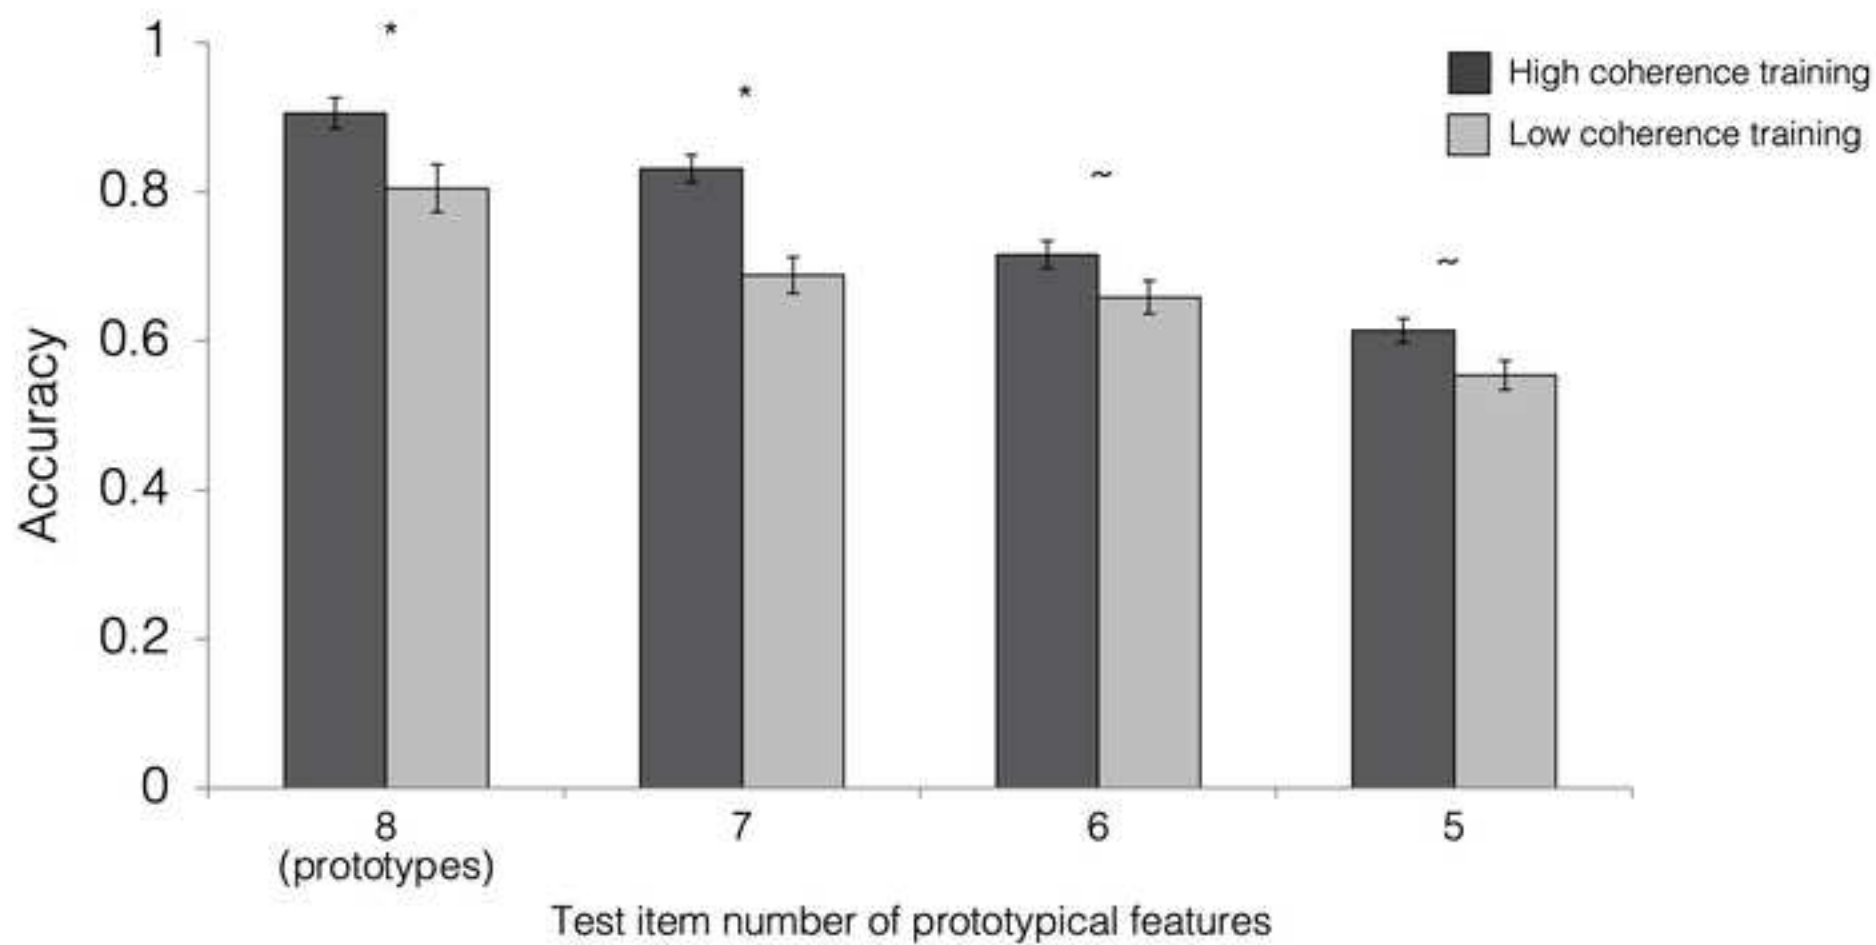 *
1
*
High coherence training
Low coherence training
0.8
~
~
0.6
Accuracy
0.4
0.2
0
8
7
6
5
(prototypes)
Test item number of prototypical features